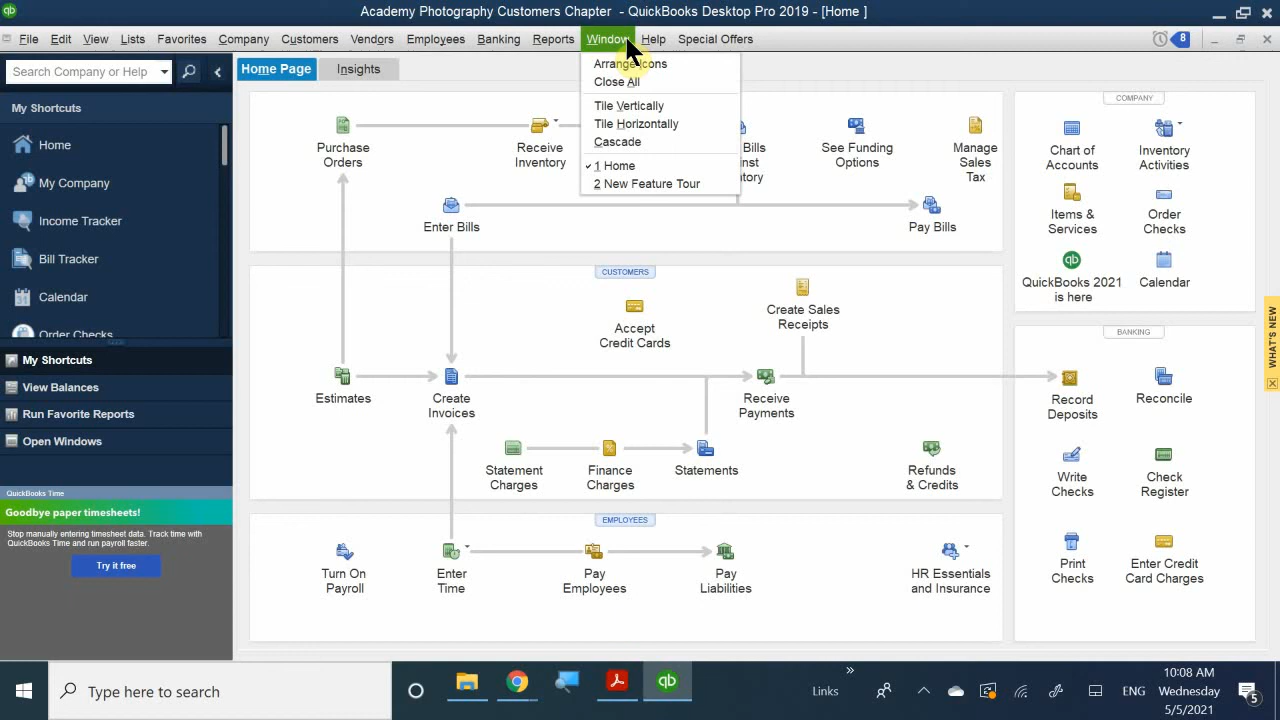 qb
Academy Photography Customers Chapter - QuickBooks Desktop Pro 2019 - [Home ]
File Edit View Lists Favorites Company Customers Vendors Employees Banking Reports Window Help Special Offers
8
Search Company or Help
Home Page
Insights
My Shortcuts
Home
My Company
Income Tracker
Bill Tracker
Calendar
Order Checks
My Shortcuts
View Balances
Run Favorite Reports
Open Windows
QuickBooks Time
Goodbye paper timesheets!
Stop manually entering timesheet data. Track time with
QuickBooks Time and run payroll faster.
Try it free
Arrange Icons
Close All
Tile Vertically
Tile Horizontally
Cascade
1 Home
2 New Feature Tour
Purchase
Orders
Receive
Inventory
Bills
See Funding
Options
Manage
Sales
Tax
Enter Bills
Pay Bills
CUSTOMERS
Accept
Credit Cards
Create Sales
Receipts
Estimates
Create
Invoices
Receive
Payments
Statement
Charges
Finance
Charges
Statements
Refunds
& Credits
EMPLOYEES
Turn On
Payroll
Enter
Time
Pay
Employees
Pay
Liabilities
HR Essentials
and Insurance
COMPANY
Chart of
Accounts
Inventory
Activities
Items &
Services
Order
Checks
qb
QuickBooks 2021
is here
Calendar
BANKING
Record
Deposits
Reconcile
Write
Checks
Check
Register
Print
Checks
Enter Credit
Card Charges
WHAT'S NEW
Type here to search
qb
Links
ENG
10:08 AM
Wednesday
5/5/2021
5